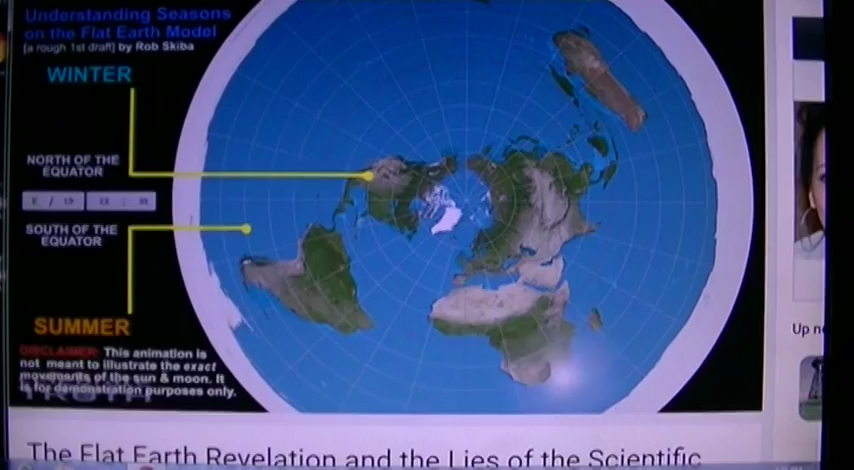 Understanding Seasons
on the Flat Earth Model
(a rough 1st draft) by Rob Skiba
WINTER
NORTH OF THE
EQUATOR
SOUTH OF THE
EQUATOR
SUMMER
DISCLAIMER: This animation is
not meant to illustrate the exact
movements of the sun & moon. It
is for demonstration purposes only.
Up
The Flat Earth Revelation and the Lies of the Scientific